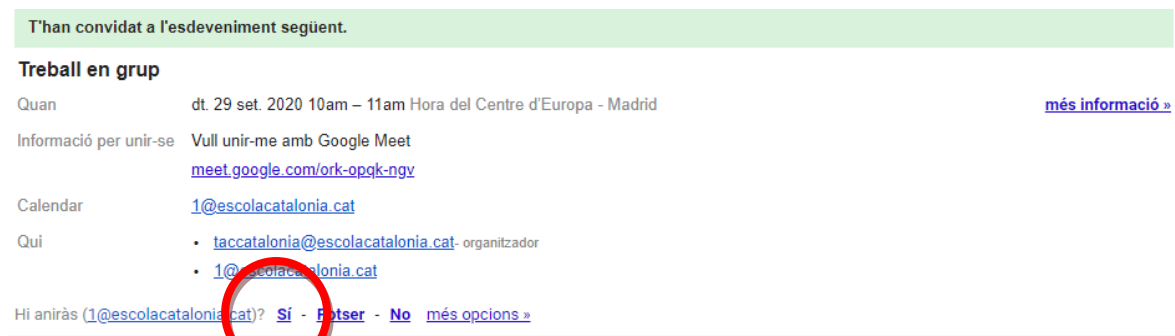 T'han convidat a l'esdeveniment següent.
Treball en grup
Quan dt. 29 set. 2020 10am – 11am Hora del Centre d'Europa - Madrid més informació »
Informació per unir-se Vull unir-me amb Google Meet
meet.google.com/ork-opqk-ngv
Calendar 1@escolacatalonia.cat
Qui • taccatalonia@escolacatalonia.cat- organitzador
• 1@escolacatalonia.cat
Hi aniràs (1@escolacatalonia.cat)? Sí - Potser - No més opcions »